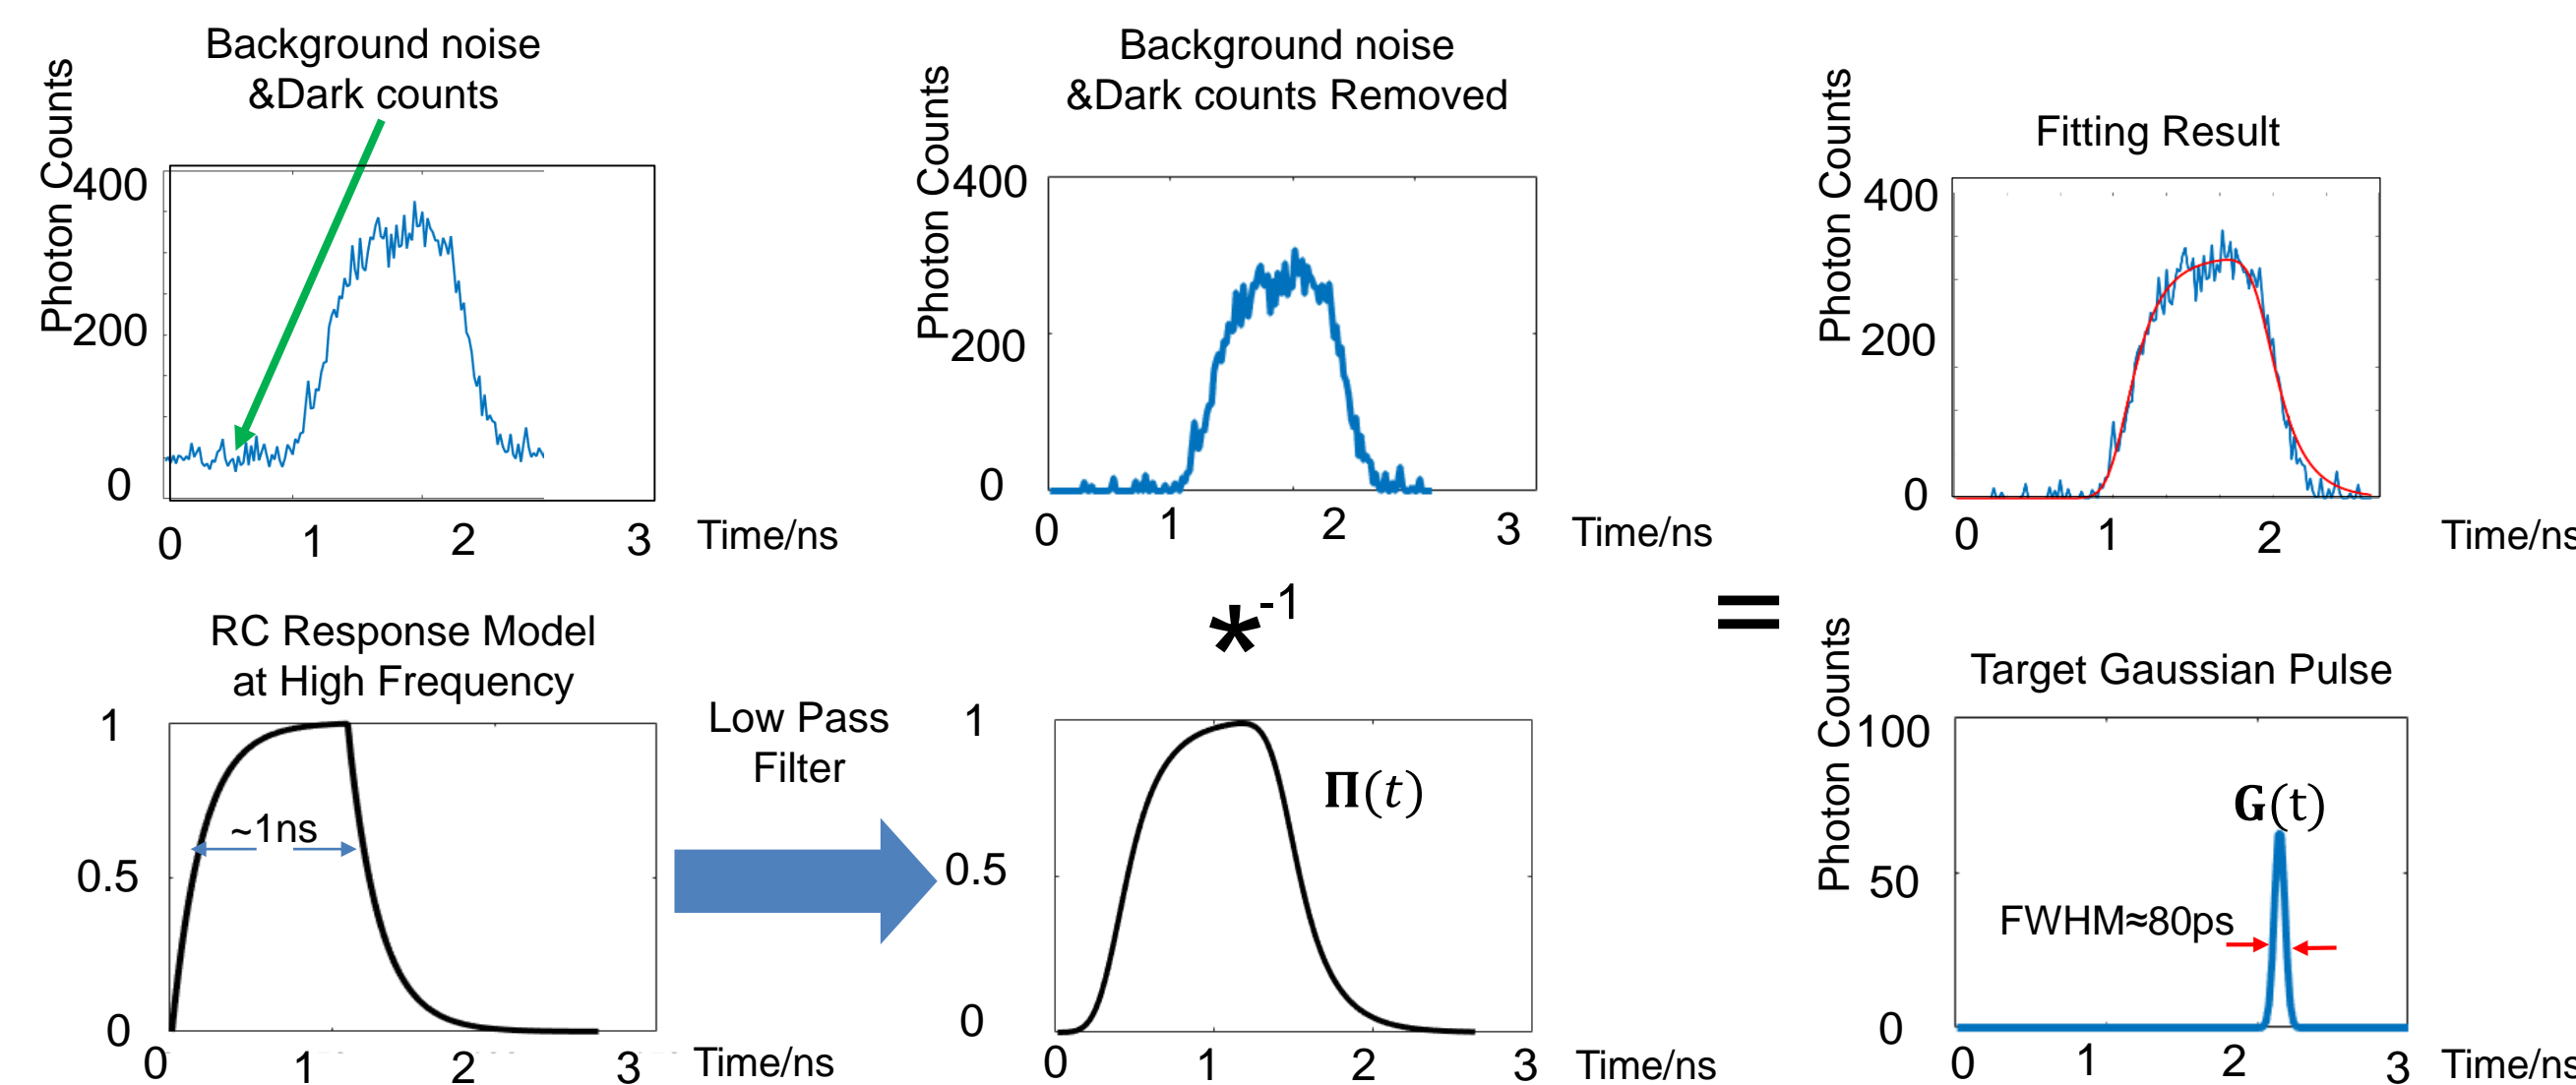 Background noise
&Dark counts
Photon Counts
400
200
0
0 1 2 3 Time/ns
Background noise
&Dark counts Removed
Photon Counts
400
200
0
0 1 2 3 Time/ns
Fitting Result
Photon Counts
400
200
0
0 1 2 Time/ns
RC Response Model
at High Frequency
1
0.5
0
~1ns
0 1 2 3 Time/ns
Low Pass
Filter
*-1
=
1
0.5
0
Π(t)
0 1 2 3 Time/ns
Target Gaussian Pulse
Photon Counts
100
50
0
G(t)
FWHM≈80ps
0 1 2 3 Time/ns